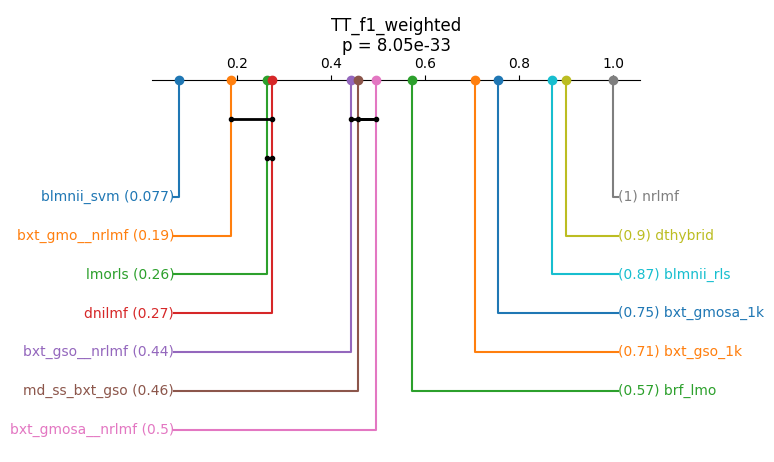 TT_f1_weighted
p = 8.05e-33
0.2 0.4 0.6 0.8 1.0
blmnii_svm (0.077) (1) nrlmf
bxt_gmo__nrlmf (0.19) (0.9) dthybrid
lmorls (0.26) (0.87) blmnii_rls
dnilmf (0.27) (0.75) bxt_gmosa_1k
bxt_gso__nrlmf (0.44) (0.71) bxt_gso_1k
md_ss_bxt_gso (0.46) (0.57) brf_lmo
bxt_gmosa__nrlmf (0.5)